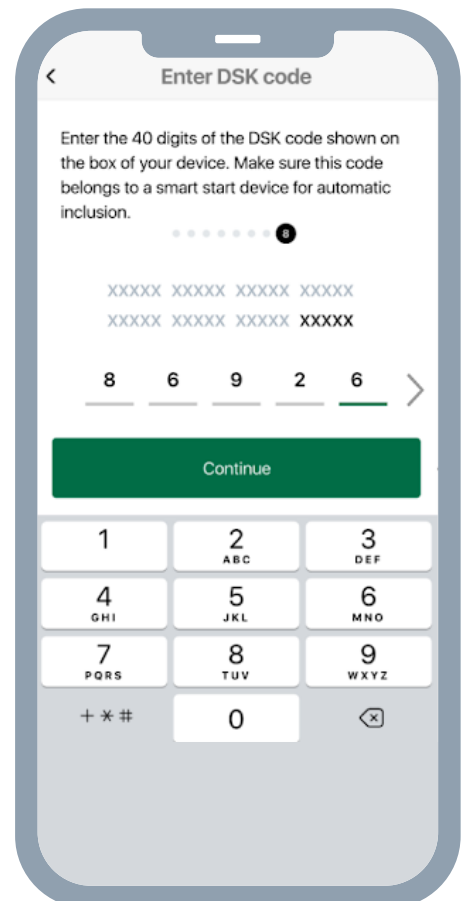 Enter DSK code
Enter the 40 digits of the DSK code shown on
the box of your device. Make sure this code
belongs to a smart start device for automatic
inclusion.
8
XXXXX XXXXX XXXXX XXXXX
XXXXX XXXXX XXXXX XXXXX
8 6 9 2 6
Continue
1 2 3
ABC DEF
4 5 6
GHI JKL MNO
7 8 9
PQRS TUV WXYZ
+ * # 0